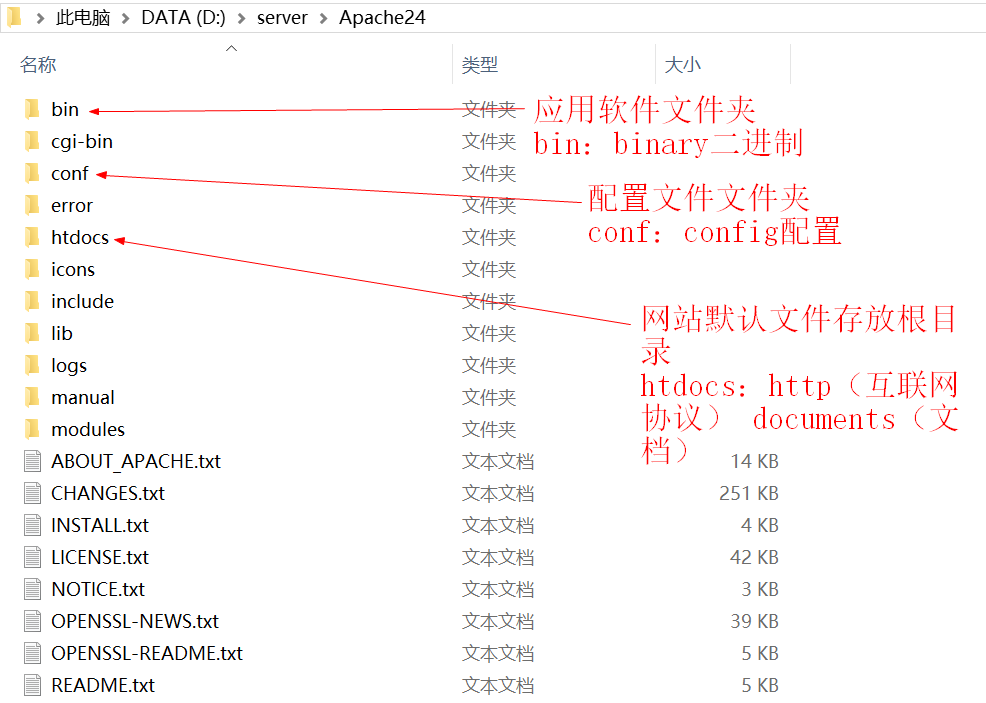 此电脑 > DATA (D:) > server > Apache24
名称 类型 大小
bin 文件夹
应用软件文件夹
bin：binary二进制
cgi-bin 文件夹
conf 文件夹
配置文件文件夹
conf：config配置
error 文件夹
htdocs 文件夹
icons 文件夹
include 文件夹
网站默认文件存放根目
录
htdocs：http（互联网
协议） documents（文
档）
lib 文件夹
logs 文件夹
manual 文件夹
modules 文件夹
ABOUT_APACHE.txt 文本文档 14 KB
CHANGES.txt 文本文档 251 KB
INSTALL.txt 文本文档 4 KB
LICENSE.txt 文本文档 42 KB
NOTICE.txt 文本文档 3 KB
OPENSSL-NEWS.txt 文本文档 39 KB
OPENSSL-README.txt 文本文档 5 KB
README.txt 文本文档 5 KB